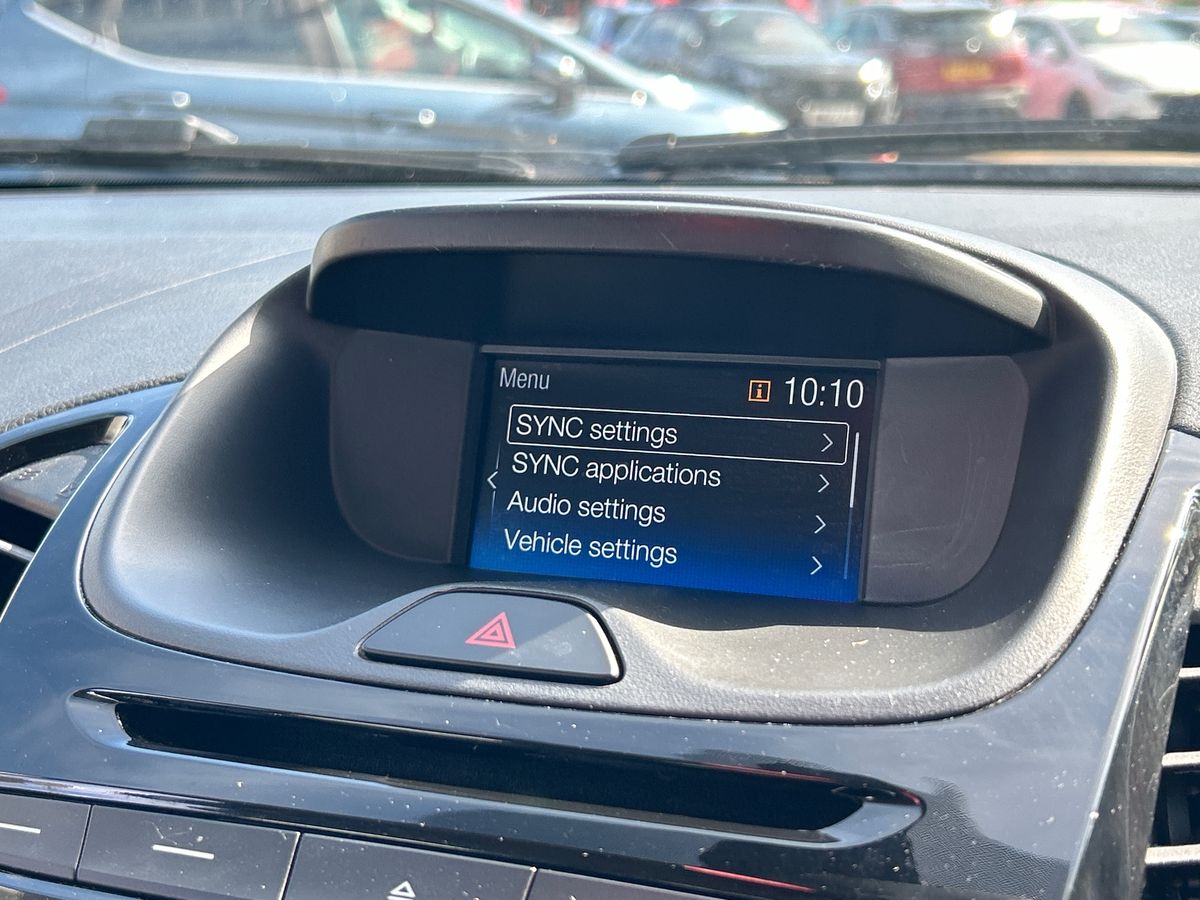 Menu
10:10
SYNC settings
SYNC applications
Audio settings
Vehicle settings